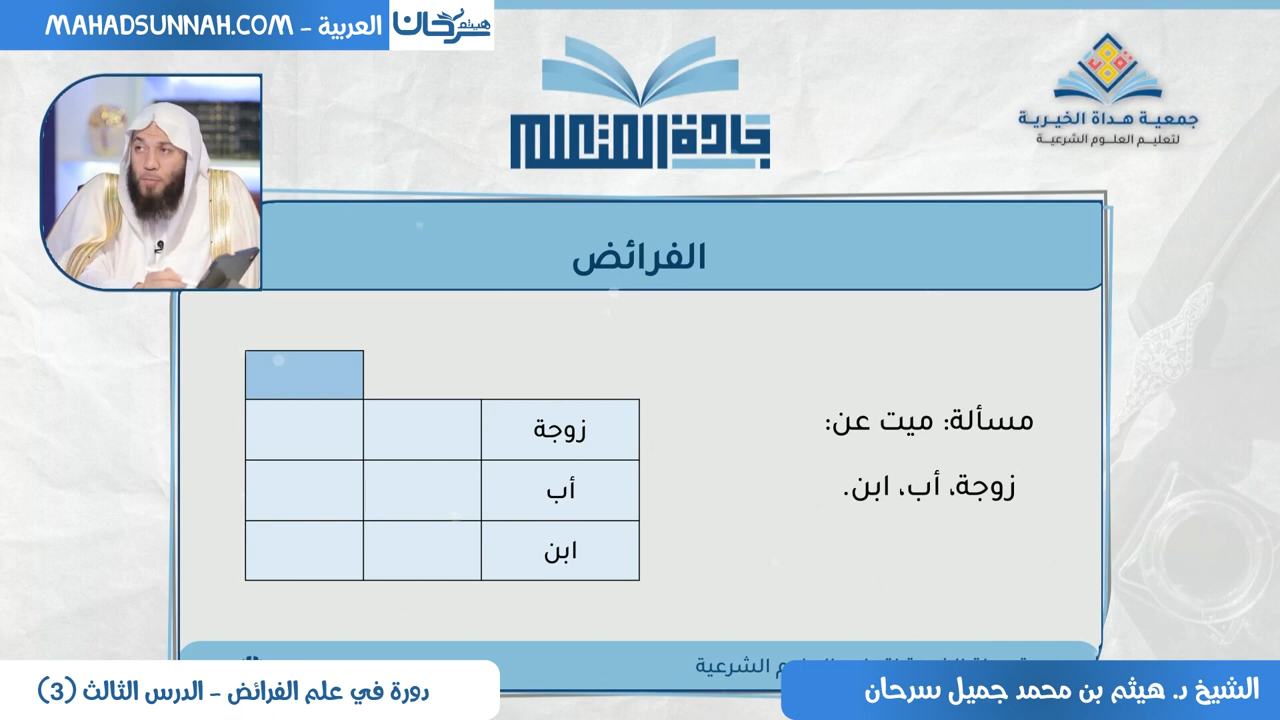 MAHADSUNNAH.COM - العربية
هيثم سرحان
جادة المتعلم
جمعية هداة الخيرية
لتعليم العلوم الشرعية
الفرائض
مسألة: ميت عن:
زوجة، أب، ابن.
زوجة
أب
ابن
الشرعية
الشيخ د. هيثم بن محمد جميل سرحان
دورة في علم الفرائض - الدرس الثالث (3)